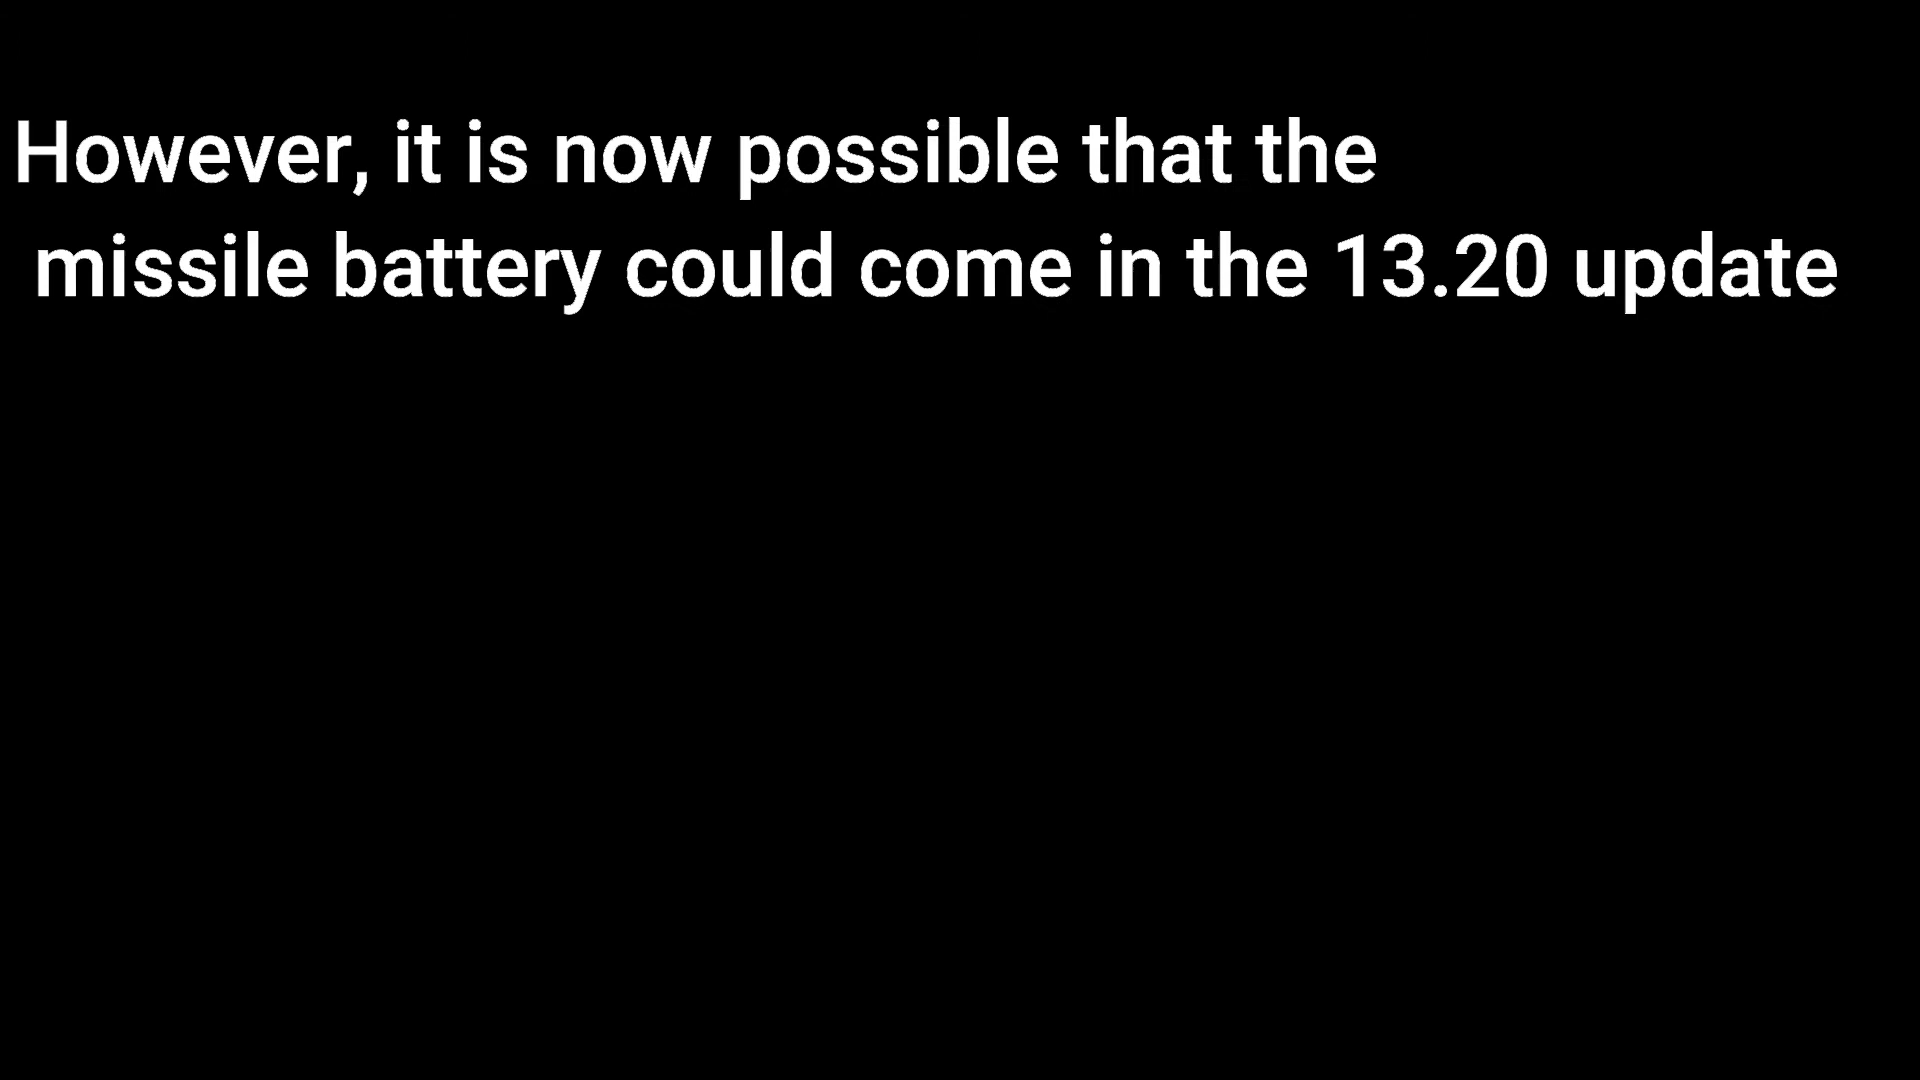 However, it is now possible that the
missile battery could come in the 13.20 update